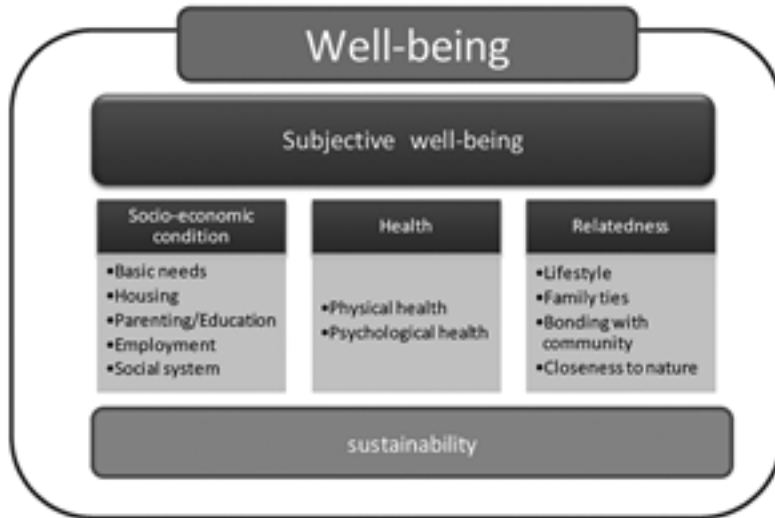 Well-being
Subjective well-being
Socio-economic
condition
•Basic needs
•Housing
•Parenting/Education
•Employment
•Social system
Health
•Physical health
•Psychological health
Relatedness
•Lifestyle
•Family ties
•Bonding with
community
•Closeness to nature
sustainability